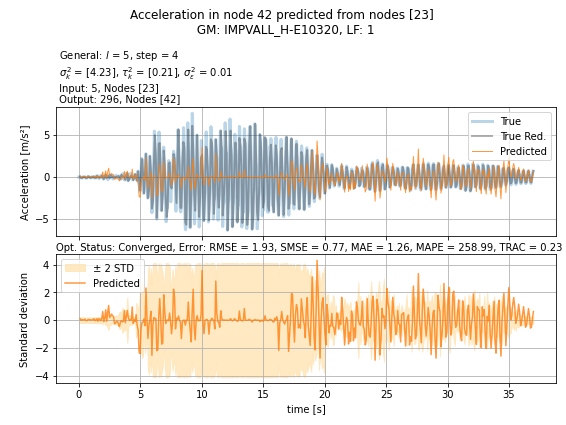 Acceleration in node 42 predicted from nodes [23]
GM: IMPVALL_H-E10320, LF: 1
General: l = 5, step = 4
σ²ₖ = [4.23], τ²ₖ = [0.21], σ²ε = 0.01
Input: 5, Nodes [23]
Output: 296, Nodes [42]
True
True Red.
Predicted
Acceleration [m/s²]
5
0
−5
Opt. Status: Converged, Error: RMSE = 1.93, SMSE = 0.77, MAE = 1.26, MAPE = 258.99, TRAC = 0.23
± 2 STD
Predicted
Standard deviation
4
2
0
−2
−4
0 5 10 15 20 25 30 35
time [s]